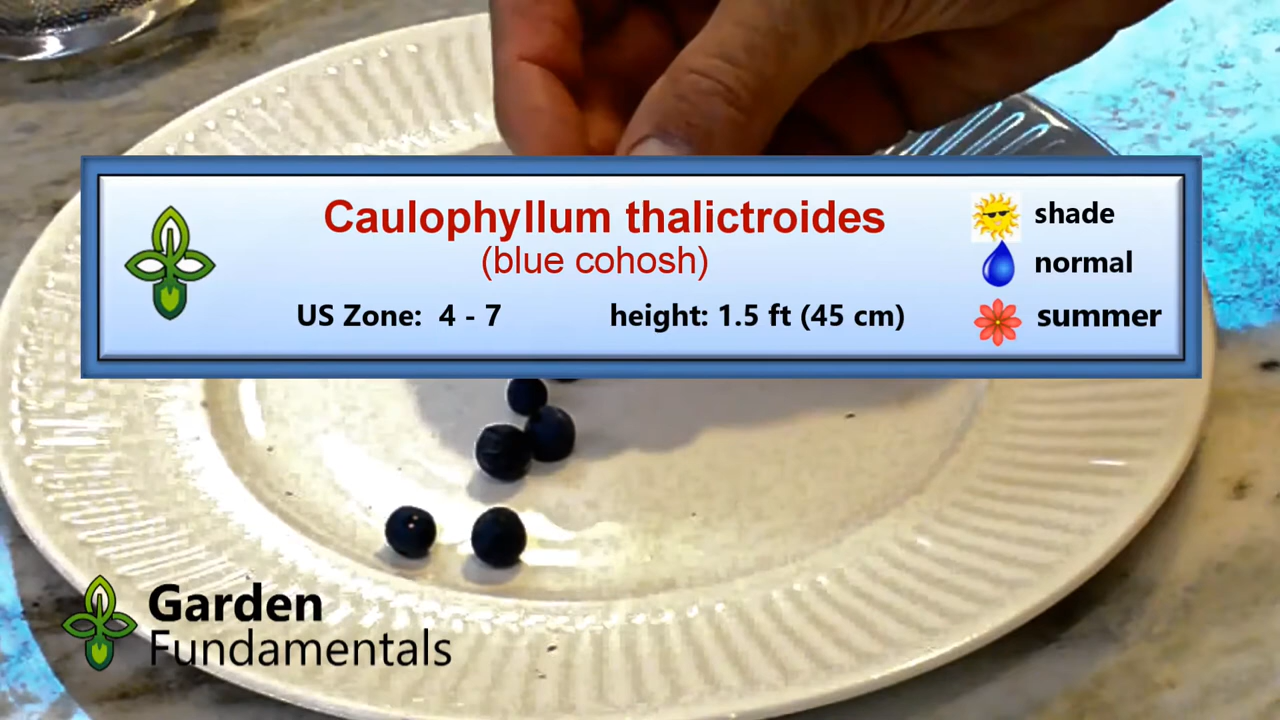 Caulophyllum thalictroides
(blue cohosh)
US Zone: 4 - 7
height: 1.5 ft (45 cm)
shade
normal
summer
Garden
Fundamentals